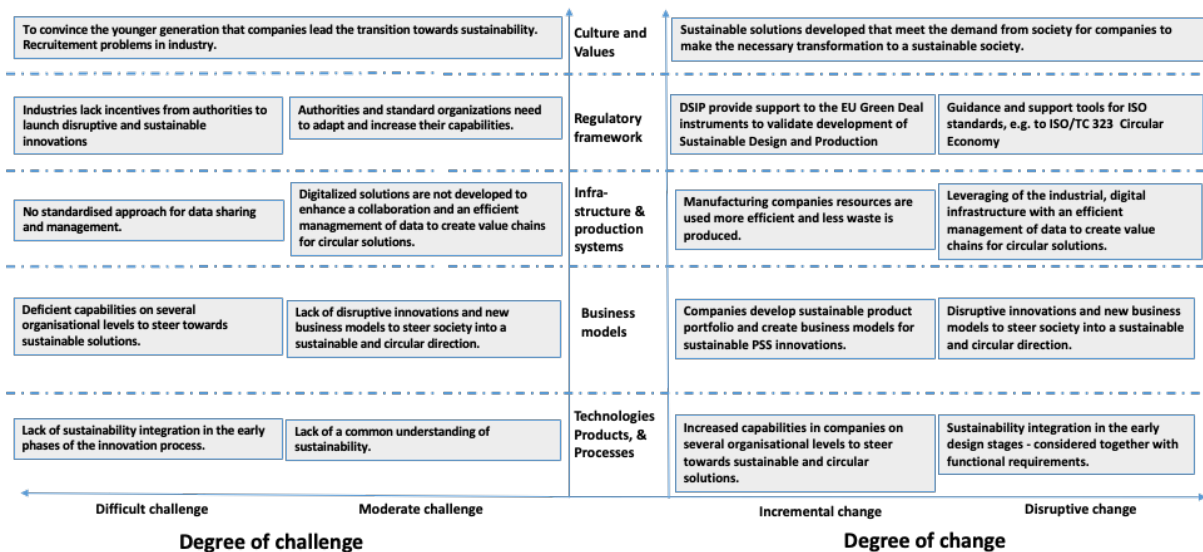 To convince the younger generation that companies lead the transition towards sustainability.
Recruitement problems in industry.
Culture and
Values
Sustainable solutions developed that meet the demand from society for companies to
make the necessary transformation to a sustainable society.
Industries lack incentives from authorities to
launch disruptive and sustainable
innovations
Authorities and standard organizations need
to adapt and increase their capabilities.
Regulatory
framework
DSIP provide support to the EU Green Deal
instruments to validate development of
Sustainable Design and Production
Guidance and support tools for ISO
standards, e.g. to ISO/TC 323 Circular
Economy
No standardised approach for data sharing
and management.
Digitalized solutions are not developed to
enhance a collaboration and an efficient
managmement of data to create value chains
for circular solutions.
Infra-
structure &
production
systems
Manufacturing companies resources are
used more efficient and less waste is
produced.
Leveraging of the industrial, digital
infrastructure with an efficient
management of data to create value
chains for circular solutions.
Deficient capabilities on several
organisational levels to steer towards
sustainable solutions.
Lack of disruptive innovations and new
business models to steer society into a
sustainable and circular direction.
Business
models
Companies develop sustainable product
portfolio and create business models for
sustainable PSS innovations.
Disruptive innovations and new business
models to steer society into a sustainable
and circular direction.
Lack of sustainability integration in the early
phases of the innovation process.
Lack of a common understanding of
sustainability.
Technologies
Products, &
Processes
Increased capabilities in companies on
several organisational levels to steer
towards sustainable and circular
solutions.
Sustainability integration in the early
design stages - considered together with
functional requirements.
Difficult challenge
Moderate challenge
Incremental change
Disruptive change
Degree of challenge
Degree of change